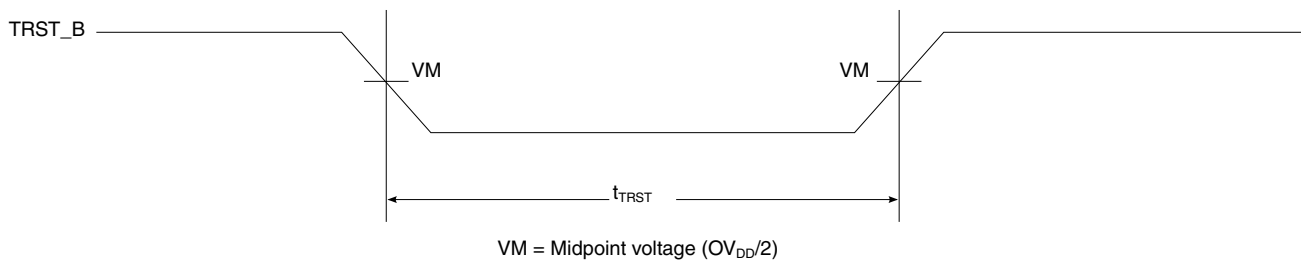 TRST_B
VM VM
tTRST
VM = Midpoint voltage (OVDD/2)